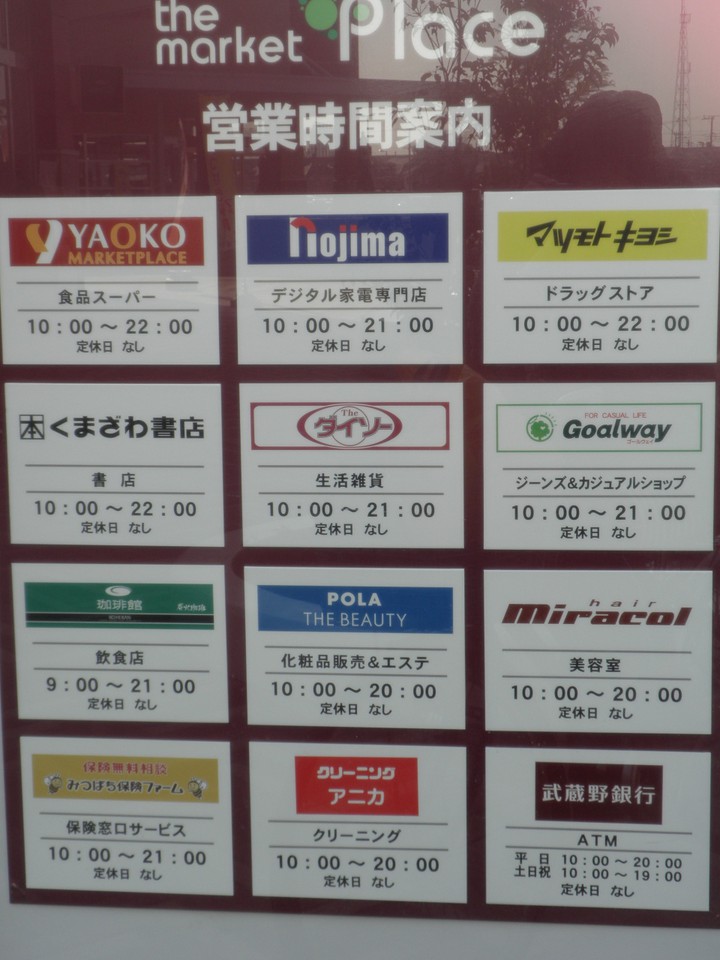 the
market Place
営業時間案内
YAOKO
MARKETPLACE
食品スーパー
10：00～22：00
定休日 なし
nojima
デジタル家電専門店
10：00～21：00
定休日 なし
マツモトキヨシ
ドラッグストア
10：00～22：00
定休日 なし
本 くまざわ書店
書店
10：00～22：00
定休日 なし
The
ダイソー
生活雑貨
10：00～21：00
定休日 なし
FOR CASUAL LIFE
Goalway
ゴールウェイ
ジーンズ&カジュアルショップ
10：00～21：00
定休日 なし
珈琲館
飲食店
9：00～21：00
定休日 なし
POLA
THE BEAUTY
化粧品販売&エステ
10：00～20：00
定休日 なし
hair
Miracol
美容室
10：00～20：00
定休日 なし
保険無料相談
みつばち保険ファーム
保険窓口サービス
10：00～21：00
定休日 なし
クリーニング
アニカ
クリーニング
10：00～20：00
定休日 なし
武蔵野銀行
ATM
平日 10：00～20：00
土日祝 10：00～19：00
定休日 なし